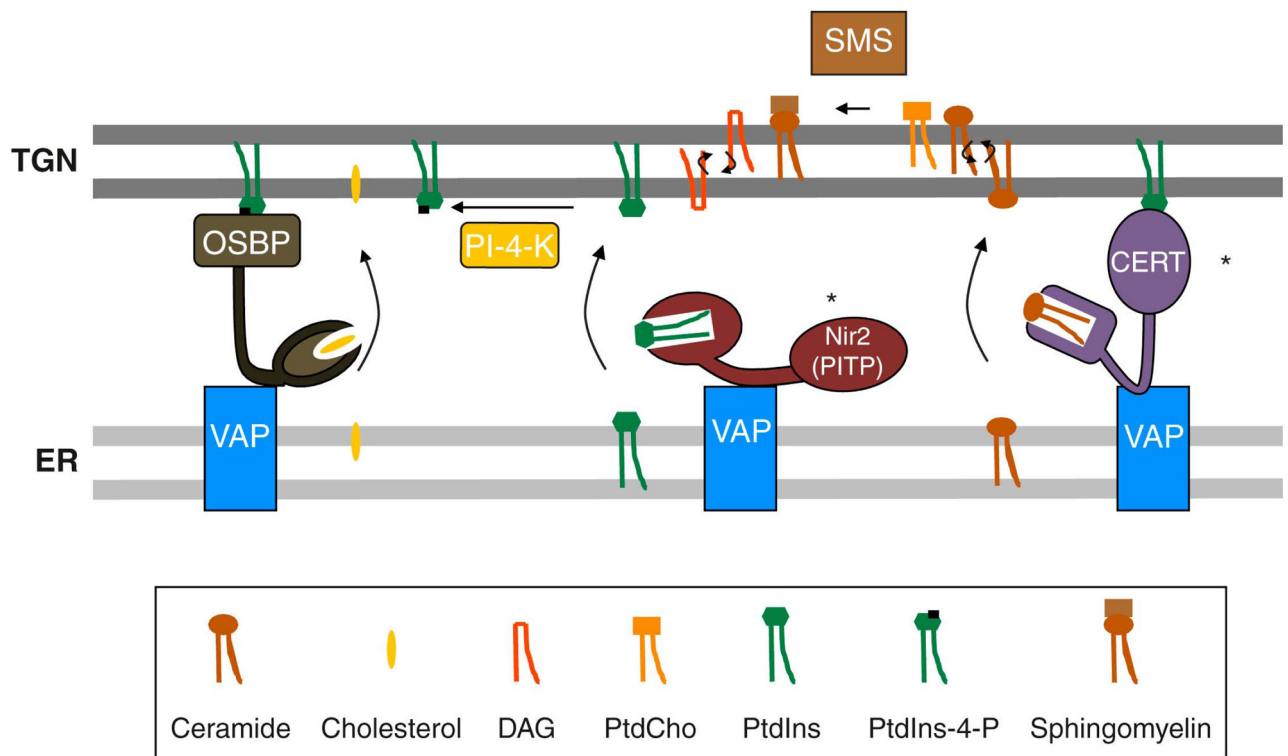 SMS
TGN
OSBP
PI-4-K
CERT
*
*
Nir2
(PITP)
VAP
VAP
VAP
ER
Ceramide Cholesterol DAG PtdCho PtdIns PtdIns-4-P Sphingomyelin